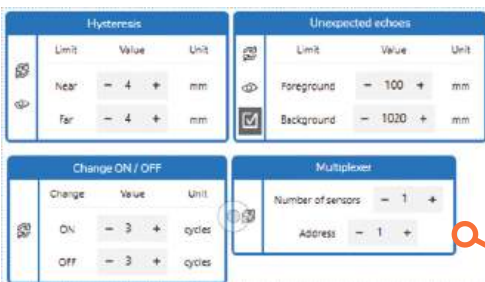 Hysteresis
Limit Value Unit
Near - 4 + mm
Far - 4 + mm
Unexpected echoes
Limit Value Unit
Foreground - 100 + mm
Background - 1020 + mm
Change ON / OFF
Change Value Unit
ON - 3 + cycles
OFF - 3 + cycles
Multiplexer
Number of sensors - 1 +
Address - 1 +